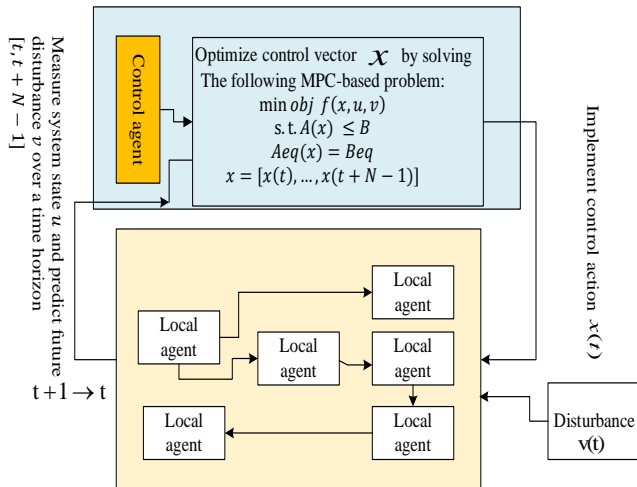 Measure system state u and predict future
disturbance v over a time horizon
[t, t + N − 1]
Control agent
Optimize control vector x by solving
The following MPC-based problem:
min obj f(x, u, v)
s. t. A(x) ≤ B
Aeq(x) = Beq
x = [x(t), ..., x(t + N − 1)]
Implement control action x(t)
Local
agent
Local
agent
Local
agent
Local
agent
Local
agent
Local
agent
t+1 → t
Disturbance
v(t)